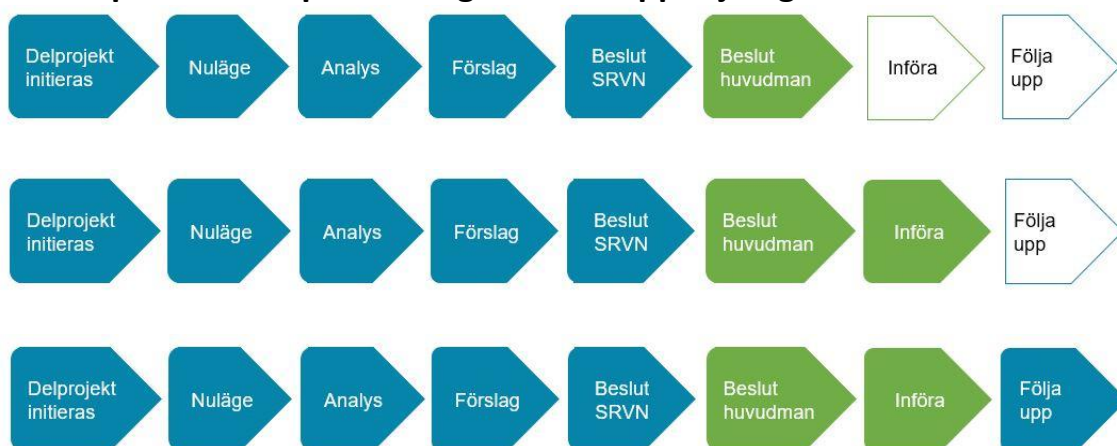 Delprojekt
initieras
Nuläge
Analys
Förslag
Beslut
SRVN
Beslut
huvudman
Införa
Följa
upp
Delprojekt
initieras
Nuläge
Analys
Förslag
Beslut
SRVN
Beslut
huvudman
Införa
Följa
upp
Delprojekt
initieras
Nuläge
Analys
Förslag
Beslut
SRVN
Beslut
huvudman
Införa
Följa
upp